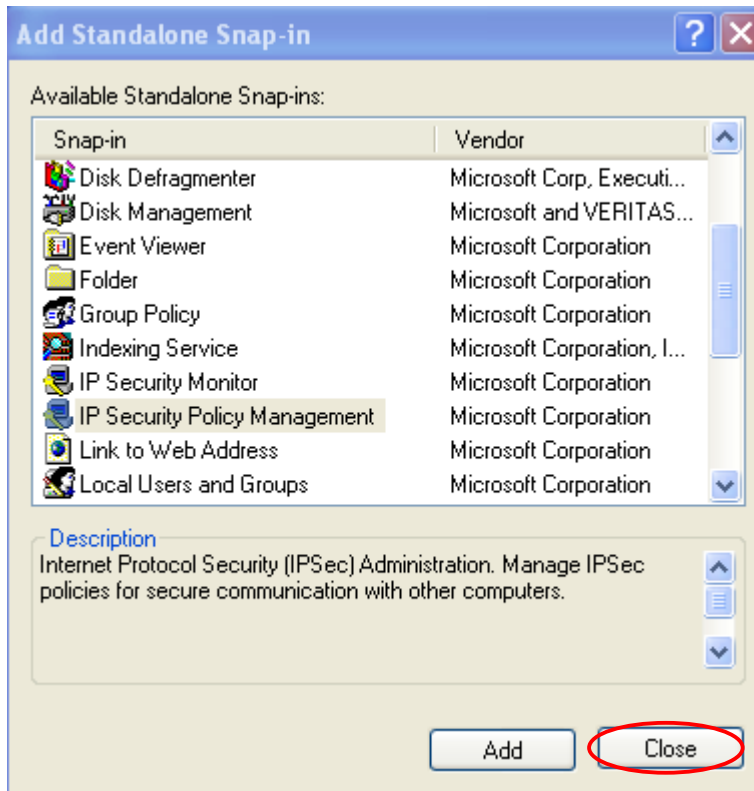 Add Standalone Snap-in
Available Standalone Snap-ins:
Snap-in Vendor
Disk Defragmenter Microsoft Corp, Executi...
Disk Management Microsoft and VERITAS...
Event Viewer Microsoft Corporation
Folder Microsoft Corporation
Group Policy Microsoft Corporation
Indexing Service Microsoft Corporation, I...
IP Security Monitor Microsoft Corporation
IP Security Policy Management Microsoft Corporation
Link to Web Address Microsoft Corporation
Local Users and Groups Microsoft Corporation
Description
Internet Protocol Security (IPSec) Administration. Manage IPSec
policies for secure communication with other computers.
Add Close